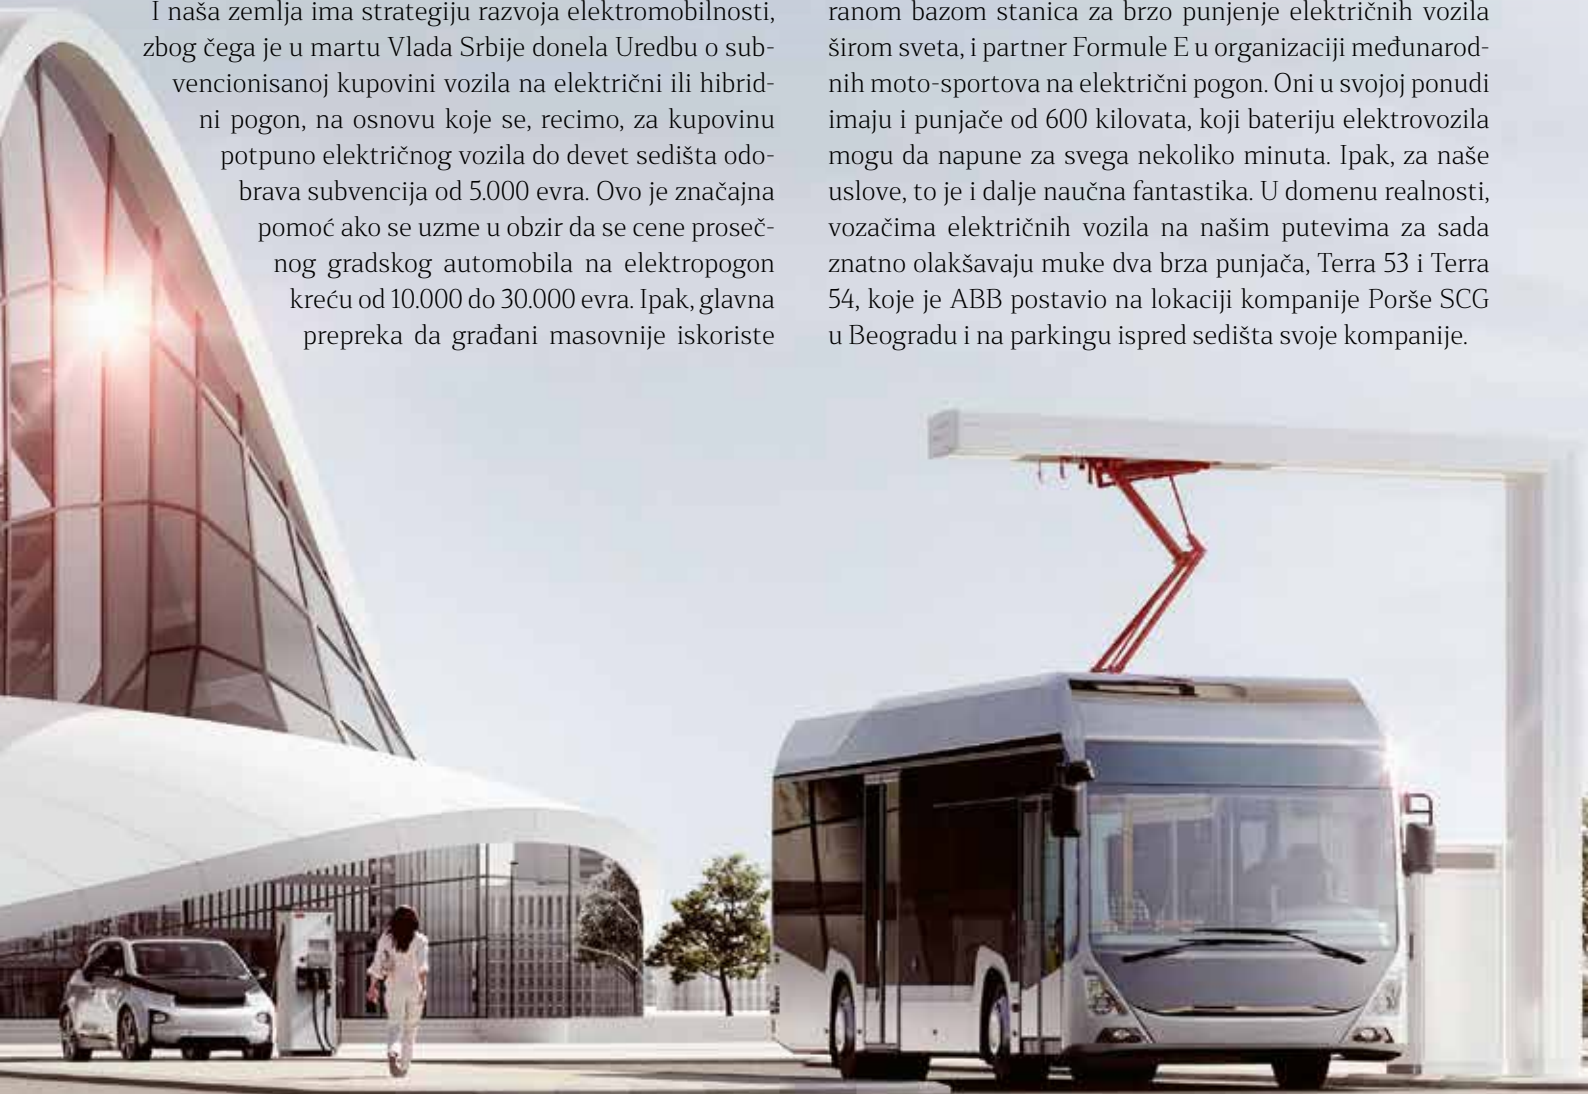 I naša zemlja ima strategiju razvoja elektromobilnosti,
zbog čega je u martu Vlada Srbije donela Uredbu o sub-
vencionisanoj kupovini vozila na električni ili hibrid-
ni pogon, na osnovu koje se, recimo, za kupovinu
potpuno električnog vozila do devet sedišta odo-
brava subvencija od 5.000 evra. Ovo je značajna
pomoć ako se uzme u obzir da se cene proseč-
nog gradskog automobila na elektropogon
kreću od 10.000 do 30.000 evra. Ipak, glavna
prepreka da građani masovnije iskoriste
ranom bazom stanica za brzo punjenje električnih vozila
širom sveta, i partner Formule E u organizaciji međunarod-
nih moto-sportova na električni pogon. Oni u svojoj ponudi
imaju i punjače od 600 kilovata, koji bateriju elektrovozila
mogu da napune za svega nekoliko minuta. Ipak, za naše
uslove, to je i dalje naučna fantastika. U domenu realnosti,
vozačima električnih vozila na našim putevima za sada
znatno olakšavaju muke dva brza punjača, Terra 53 i Terra
54, koje je ABB postavio na lokaciji kompanije Porše SCG
u Beogradu i na parkingu ispred sedišta svoje kompanije.